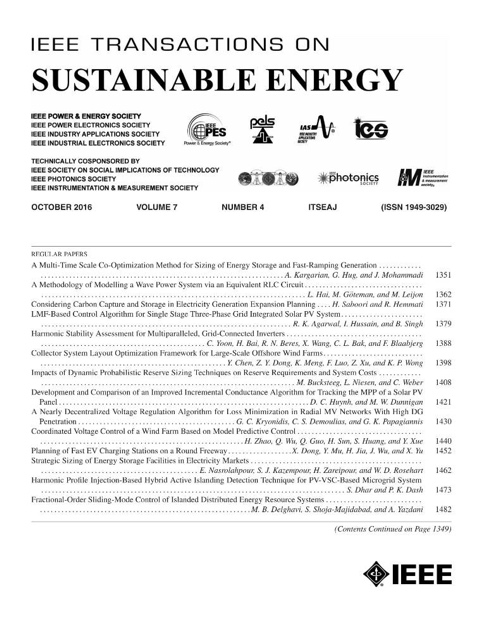 IEEE TRANSACTIONS ON
SUSTAINABLE ENERGY
IEEE POWER & ENERGY SOCIETY
IEEE POWER ELECTRONICS SOCIETY
IEEE INDUSTRY APPLICATIONS SOCIETY
IEEE INDUSTRIAL ELECTRONICS SOCIETY
IEEE PES
Power & Energy Society®
pels
IAS
ies
TECHNICALLY COSPONSORED BY
IEEE SOCIETY ON SOCIAL IMPLICATIONS OF TECHNOLOGY
IEEE PHOTONICS SOCIETY
IEEE INSTRUMENTATION & MEASUREMENT SOCIETY
photonics
SOCIETY
IEEE
instrumentation
& measurement
society
OCTOBER 2016 VOLUME 7 NUMBER 4 ITSEAJ (ISSN 1949-3029)
REGULAR PAPERS
A Multi-Time Scale Co-Optimization Method for Sizing of Energy Storage and Fast-Ramping Generation ............
.......... A. Kargarian, G. Hug, and J. Mohammadi 1351
A Methodology of Modelling a Wave Power System via an Equivalent RLC Circuit ..........
.......... L. Hai, M. Göteman, and M. Leijon 1362
Considering Carbon Capture and Storage in Electricity Generation Expansion Planning .... H. Saboori and R. Hemmati 1371
LMF-Based Control Algorithm for Single Stage Three-Phase Grid Integrated Solar PV System ..........
.......... R. K. Agarwal, I. Hussain, and B. Singh 1379
Harmonic Stability Assessment for Multiparalleled, Grid-Connected Inverters ..........
.......... C. Yoon, H. Bai, R. N. Beres, X. Wang, C. L. Bak, and F. Blaabjerg 1388
Collector System Layout Optimization Framework for Large-Scale Offshore Wind Farms ..........
.......... Y. Chen, Z. Y. Dong, K. Meng, F. Luo, Z. Xu, and K. P. Wong 1398
Impacts of Dynamic Probabilistic Reserve Sizing Techniques on Reserve Requirements and System Costs ............
.......... M. Bucksteeg, L. Niesen, and C. Weber 1408
Development and Comparison of an Improved Incremental Conductance Algorithm for Tracking the MPP of a Solar PV
Panel .......... D. C. Huynh, and M. W. Dunnigan 1421
A Nearly Decentralized Voltage Regulation Algorithm for Loss Minimization in Radial MV Networks With High DG
Penetration .......... G. C. Kryonidis, C. S. Demoulias, and G. K. Papagiannis 1430
Coordinated Voltage Control of a Wind Farm Based on Model Predictive Control ..........
.......... H. Zhao, Q. Wu, Q. Guo, H. Sun, S. Huang, and Y. Xue 1440
Planning of Fast EV Charging Stations on a Round Freeway .......... X. Dong, Y. Mu, H. Jia, J. Wu, and X. Yu 1452
Strategic Sizing of Energy Storage Facilities in Electricity Markets ..........
.......... E. Nasrolahpour, S. J. Kazempour, H. Zareipour, and W. D. Rosehart 1462
Harmonic Profile Injection-Based Hybrid Active Islanding Detection Technique for PV-VSC-Based Microgrid System
.......... S. Dhar and P. K. Dash 1473
Fractional-Order Sliding-Mode Control of Islanded Distributed Energy Resource Systems ..........
.......... M. B. Delghavi, S. Shoja-Majidabad, and A. Yazdani 1482
(Contents Continued on Page 1349)
IEEE